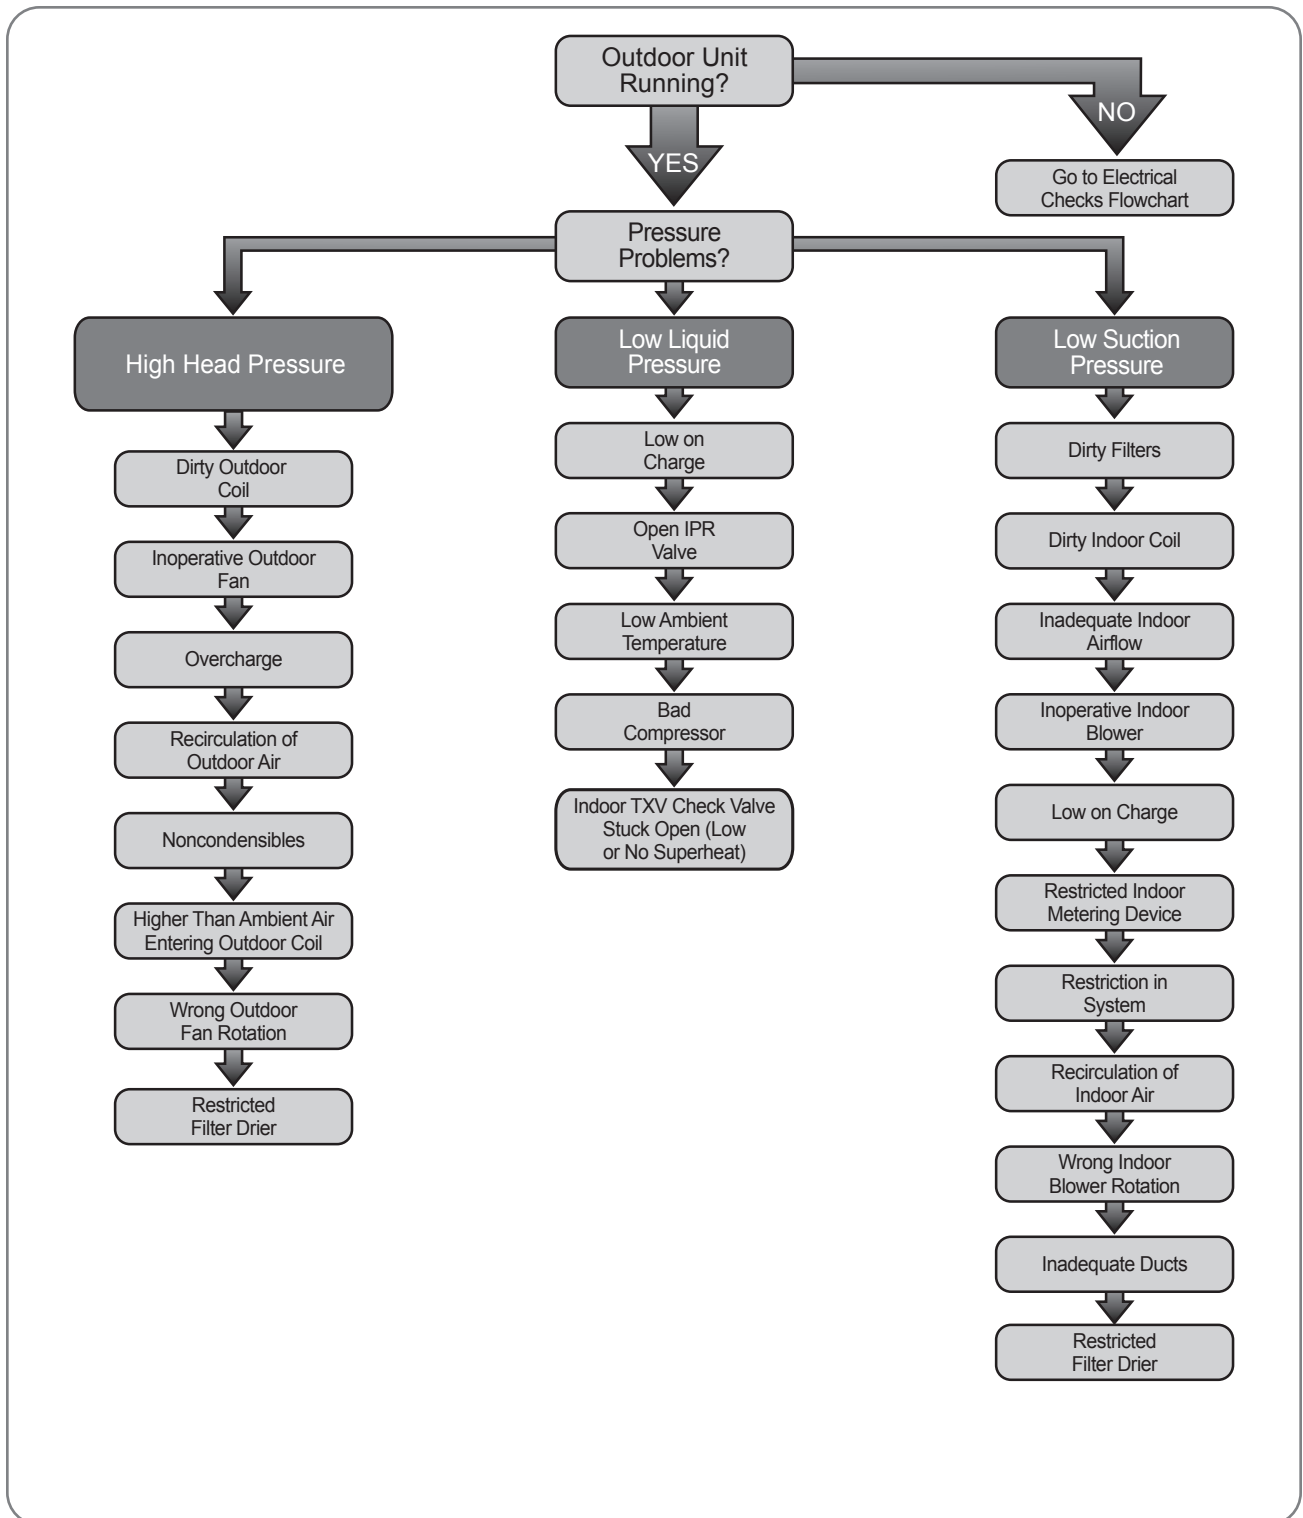 Outdoor Unit
Running?
NO
YES
Go to Electrical
Checks Flowchart
Pressure
Problems?
High Head Pressure
Dirty Outdoor
Coil
Inoperative Outdoor
Fan
Overcharge
Recirculation of
Outdoor Air
Noncondensibles
Higher Than Ambient Air
Entering Outdoor Coil
Wrong Outdoor
Fan Rotation
Restricted
Filter Drier
Low Liquid
Pressure
Low on
Charge
Open IPR
Valve
Low Ambient
Temperature
Bad
Compressor
Indoor TXV Check Valve
Stuck Open (Low
or No Superheat)
Low Suction
Pressure
Dirty Filters
Dirty Indoor Coil
Inadequate Indoor
Airflow
Inoperative Indoor
Blower
Low on Charge
Restricted Indoor
Metering Device
Restriction in
System
Recirculation of
Indoor Air
Wrong Indoor
Blower Rotation
Inadequate Ducts
Restricted
Filter Drier